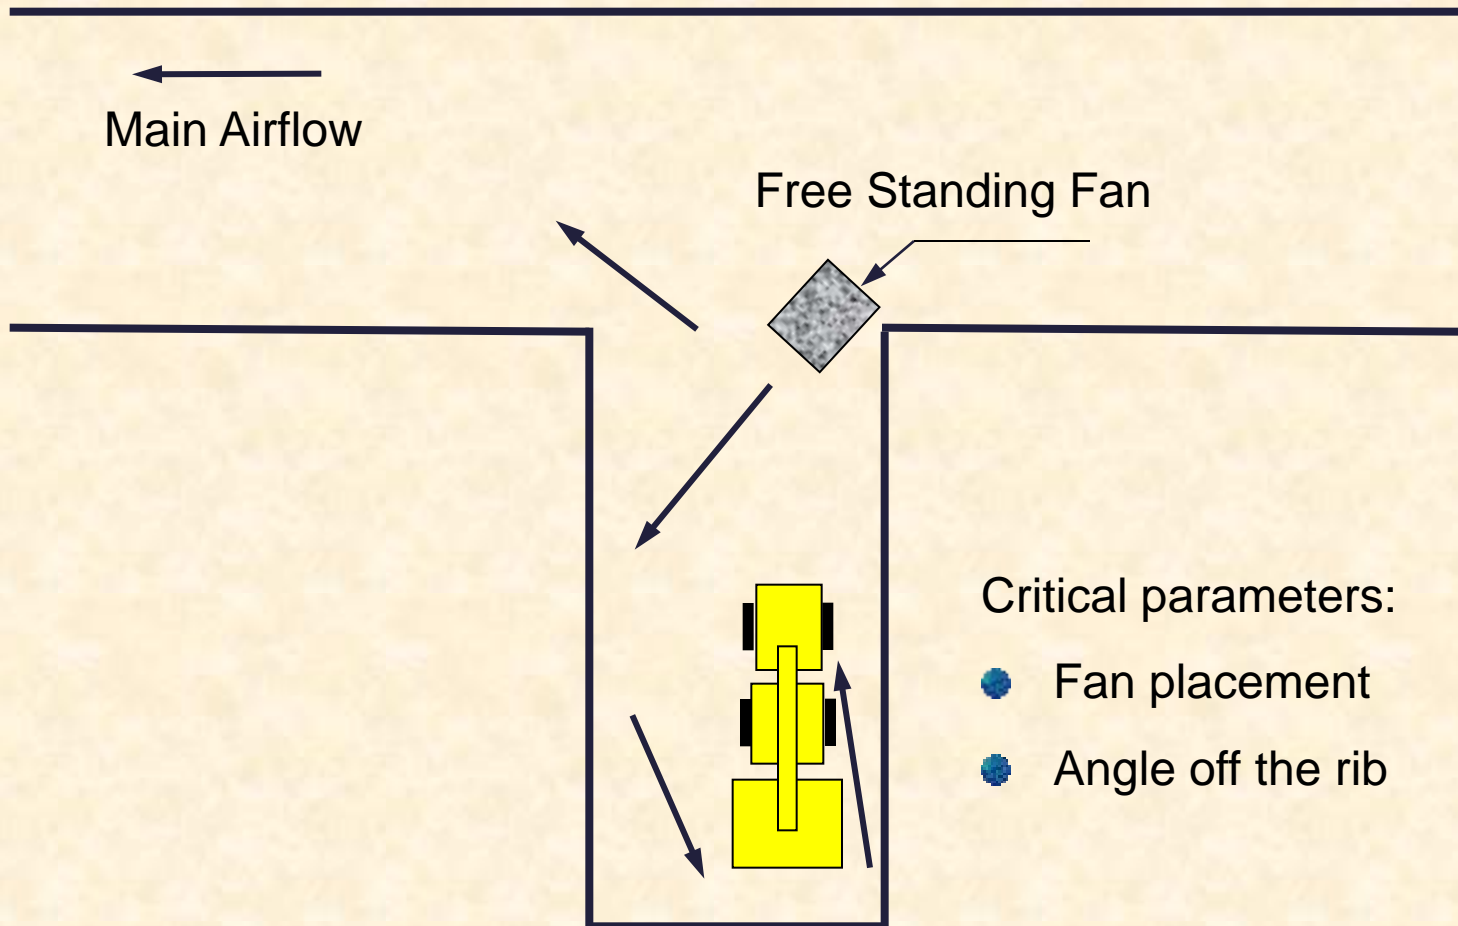 Main Airflow
Free Standing Fan
Critical parameters:
Fan placement
Angle off the rib